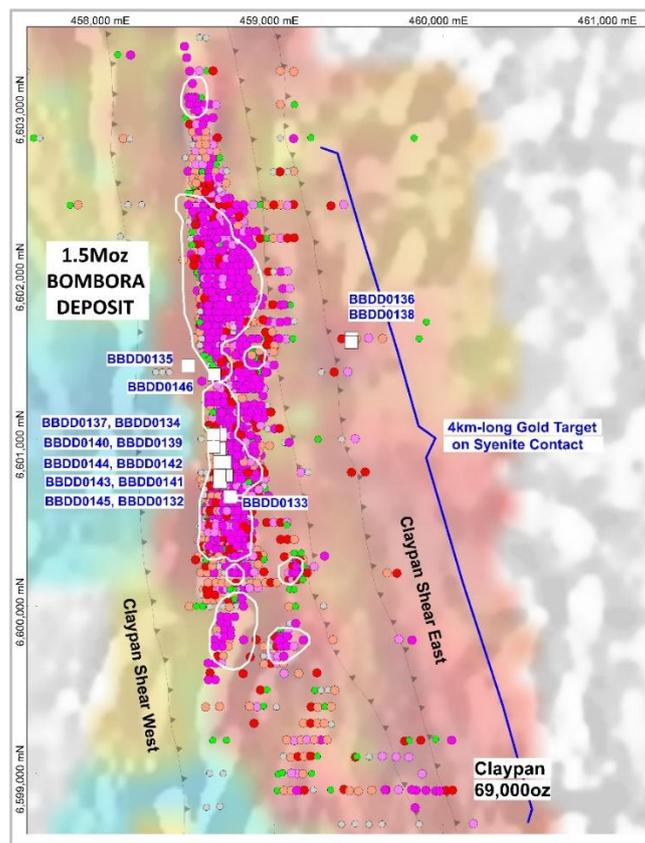 458,000 mE
459,000 mE
460,000 mE
461,000 mE
6,603,000 mN
6,602,000 mN
6,601,000 mN
6,600,000 mN
6,599,000 mN
1.5Moz
BOMBORA
DEPOSIT
BBDD0136
BBDD0138
BBDD0135
BBDD0146
BBDD0137, BBDD0134
BBDD0140, BBDD0139
BBDD0144, BBDD0142
BBDD0143, BBDD0141
BBDD0145, BBDD0132
BBDD0133
4km-long Gold Target
on Syenite Contact
Claypan Shear East
Claypan Shear West
Claypan
69,000oz